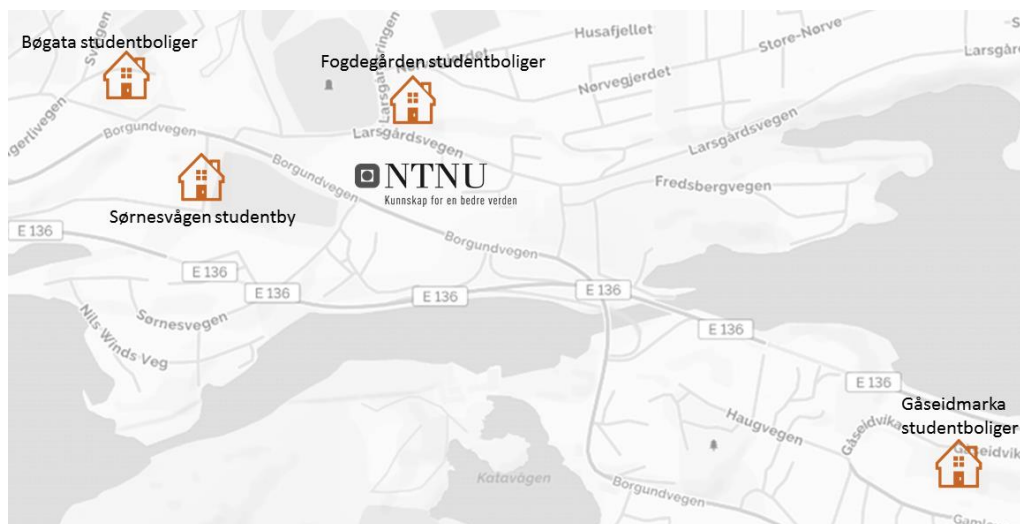 Bøgata studentboliger
Fogdegården studentboliger
Husafjellet
Store-Norve
Larsgårdsvegen
Nørvegjerdet
Borgundvegen
Larsgårdsvegen
Larsgårdsvegen
NTNU
Kunnskap for en bedre verden
Borgundvegen
Fredsbergvegen
Sørnesvågen studentby
E 136
Borgundvegen
E 136
E 136
E 136
E 136
E 136
Sørnesvegen
Nils Winds Veg
E 136
Gåseidmarka
studentboliger
Haugvegen
Gåseidvika
Katavågen
Borgundvegen